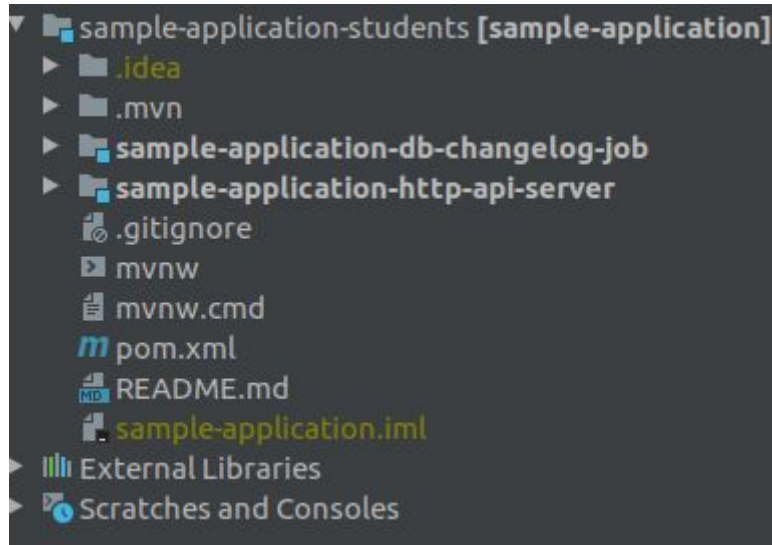 sample-application-students [sample-application]
.idea
.mvn
sample-application-db-changelog-job
sample-application-http-api-server
.gitignore
mvnw
mvnw.cmd
m pom.xml
MD README.md
sample-application.iml
External Libraries
Scratches and Consoles